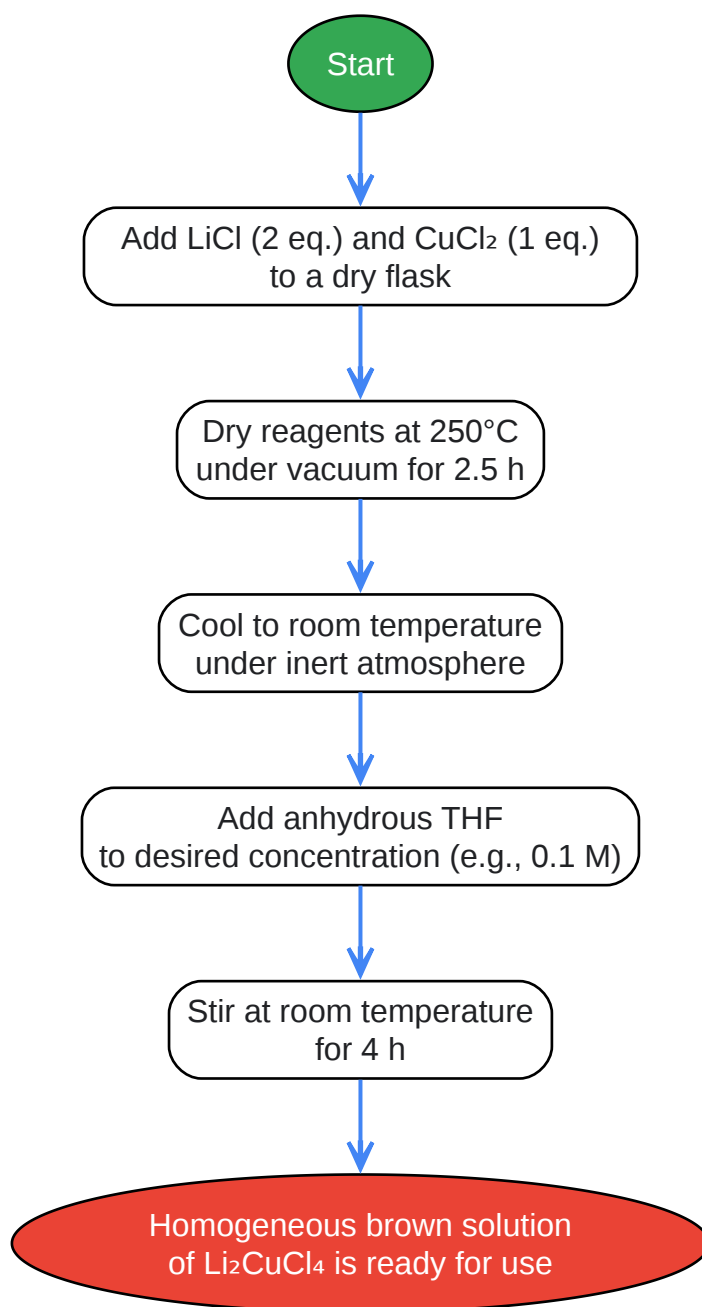 Start
Add LiCl (2 eq.) and CuCl₂ (1 eq.)
to a dry flask
Dry reagents at 250°C
under vacuum for 2.5 h
Cool to room temperature
under inert atmosphere
Add anhydrous THF
to desired concentration (e.g., 0.1 M)
Stir at room temperature
for 4 h
Homogeneous brown solution
of Li₂CuCl₄ is ready for use